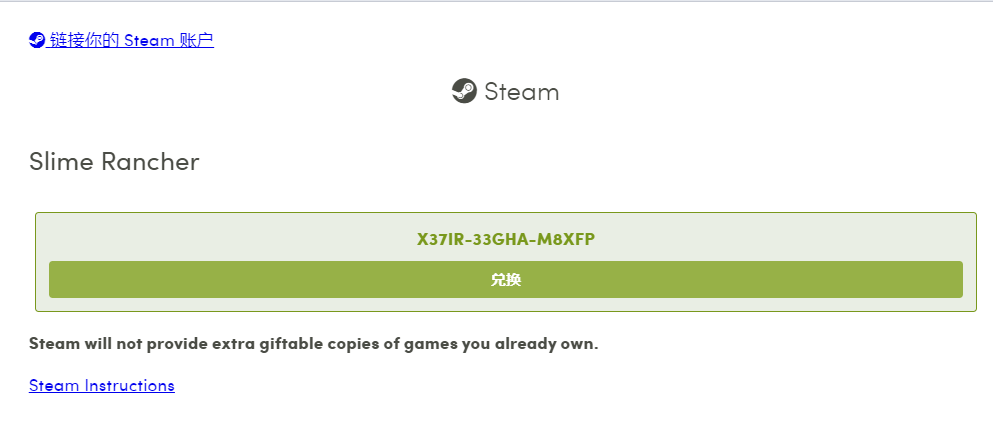 链接你的 Steam 账户
Steam
Slime Rancher
X37IR-33GHA-M8XFP
兑换
Steam will not provide extra giftable copies of games you already own.
Steam Instructions